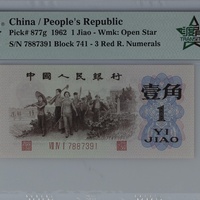 China / People's Republic
Pick# 877g 1962 1 Jiao - Wmk: Open Star
S/N 7887391 Block 741 - 3 Red R. Numerals
中国人民银行
壹角
1
YI
JIAO
7887391